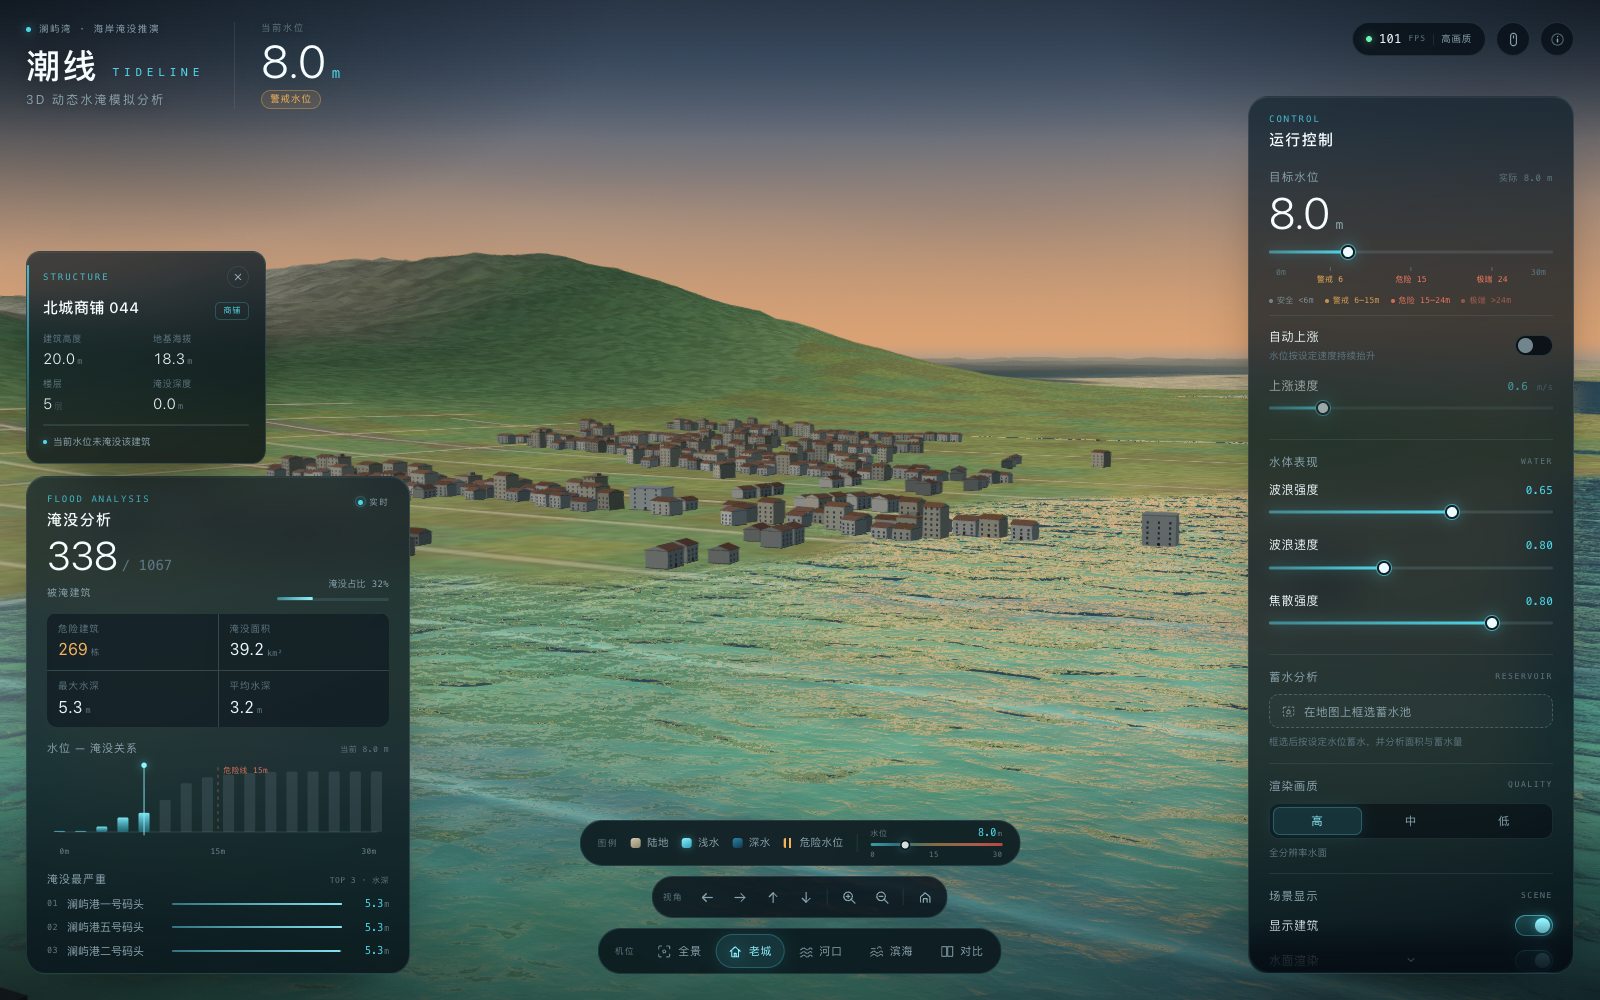 澜屿湾 · 海岸淹没推演
潮线 TIDELINE
3D 动态水淹模拟分析
当前水位
8.0 m
警戒水位
101 FPS 高画质
STRUCTURE
北城商铺 044
商铺
建筑高度 地基海拔
20.0 m 18.3 m
楼层 淹没深度
5 层 0.0 m
当前水位未淹没该建筑
FLOOD ANALYSIS
实时
淹没分析
338 / 1067
被淹建筑
淹没占比 32%
危险建筑 淹没面积
269 栋 39.2 km²
最大水深 平均水深
5.3 m 3.2 m
水位 — 淹没关系 当前 8.0 m
危险线 15m
0m 15m 30m
淹没最严重 TOP 3 · 水深
01 澜屿港一号码头 5.3m
02 澜屿港五号码头 5.3m
03 澜屿港二号码头 5.3m
图例 陆地 浅水 深水 危险水位
水位 8.0m
0 15 30
视角
机位 全景 老城 河口 滨海 对比
CONTROL
运行控制
目标水位 实际 8.0 m
8.0 m
0m 警戒 6 危险 15 极端 24 30m
安全 <6m 警戒 6–15m 危险 15–24m 极端 >24m
自动上涨
水位按设定速度持续抬升
上涨速度 0.6 m/s
水体表现 WATER
波浪强度 0.65
波浪速度 0.80
焦散强度 0.80
蓄水分析 RESERVOIR
在地图上框选蓄水池
框选后按设定水位蓄水，并分析面积与蓄水量
渲染画质 QUALITY
高 中 低
全分辨率水面
场景显示 SCENE
显示建筑
水面渲染